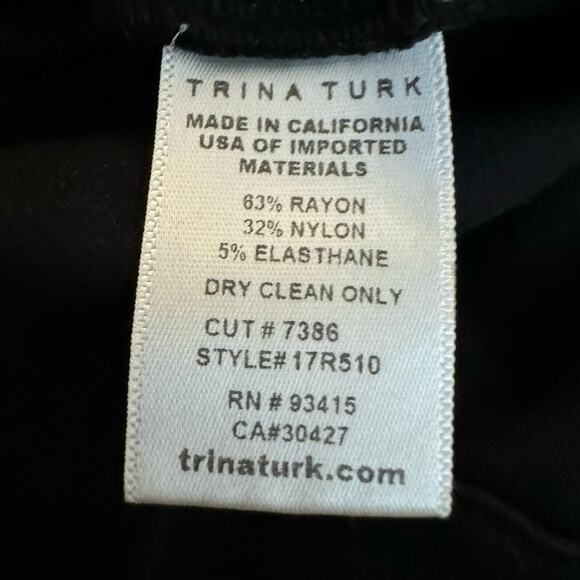 TRINA TURK
MADE IN CALIFORNIA
USA OF IMPORTED
MATERIALS
63% RAYON
32% NYLON
5% ELASTHANE
DRY CLEAN ONLY
CUT # 7386
STYLE#17R510
RN # 93415
CA#30427
trinaturk.com